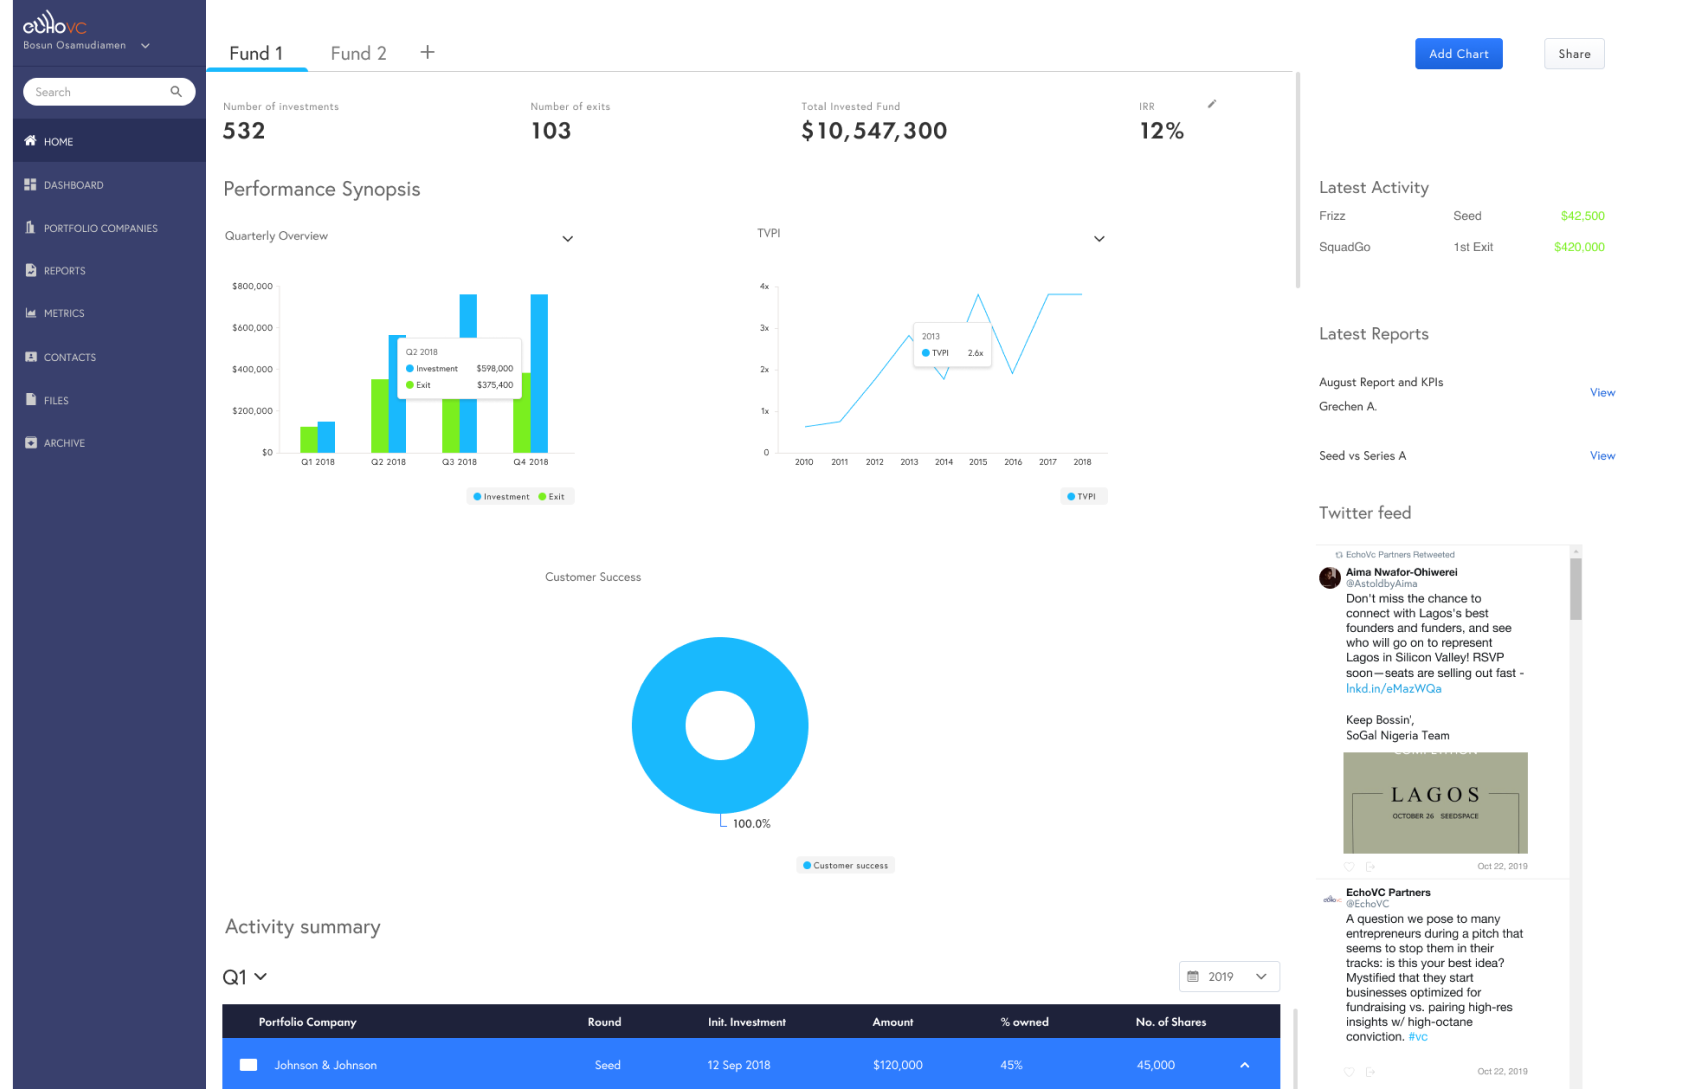 echoVC
Bosun Osamudiamen
Search
HOME
DASHBOARD
PORTFOLIO COMPANIES
REPORTS
METRICS
CONTACTS
FILES
ARCHIVE
Fund 1
Fund 2
+
Add Chart
Share
Number of investments
532
Number of exits
103
Total Invested Fund
$10,547,300
IRR
12%
Performance Synopsis
Quarterly Overview
$800,000
$600,000
$400,000
$200,000
$0
Q2 2018
Investment $598,000
Exit $375,400
Q1 2018 Q2 2018 Q3 2018 Q4 2018
Investment Exit
TVPI
4x
3x
2x
1x
0
2013
TVPI 2.6x
2010 2011 2012 2013 2014 2015 2016 2017 2018
TVPI
Customer Success
100.0%
Customer success
Activity summary
Q1
2019
Portfolio Company Round Init. Investment Amount % owned No. of Shares
Johnson & Johnson Seed 12 Sep 2018 $120,000 45% 45,000
Latest Activity
Frizz Seed $42,500
SquadGo 1st Exit $420,000
Latest Reports
August Report and KPIs
Grechen A.
View
Seed vs Series A
View
Twitter feed
EchoVc Partners Retweeted
Aima Nwafor-Ohiwerei
@AstoldbyAima
Don't miss the chance to
connect with Lagos's best
founders and funders, and see
who will go on to represent
Lagos in Silicon Valley! RSVP
soon—seats are selling out fast -
lnkd.in/eMazWQa
Keep Bossin',
SoGal Nigeria Team
COMPETITION
LAGOS
OCTOBER 26 SEEDSPACE
Oct 22, 2019
echoVC
EchoVC Partners
@EchoVC
A question we pose to many
entrepreneurs during a pitch that
seems to stop them in their
tracks: is this your best idea?
Mystified that they start
businesses optimized for
fundraising vs. pairing high-res
insights w/ high-octane
conviction. #vc
Oct 22, 2019